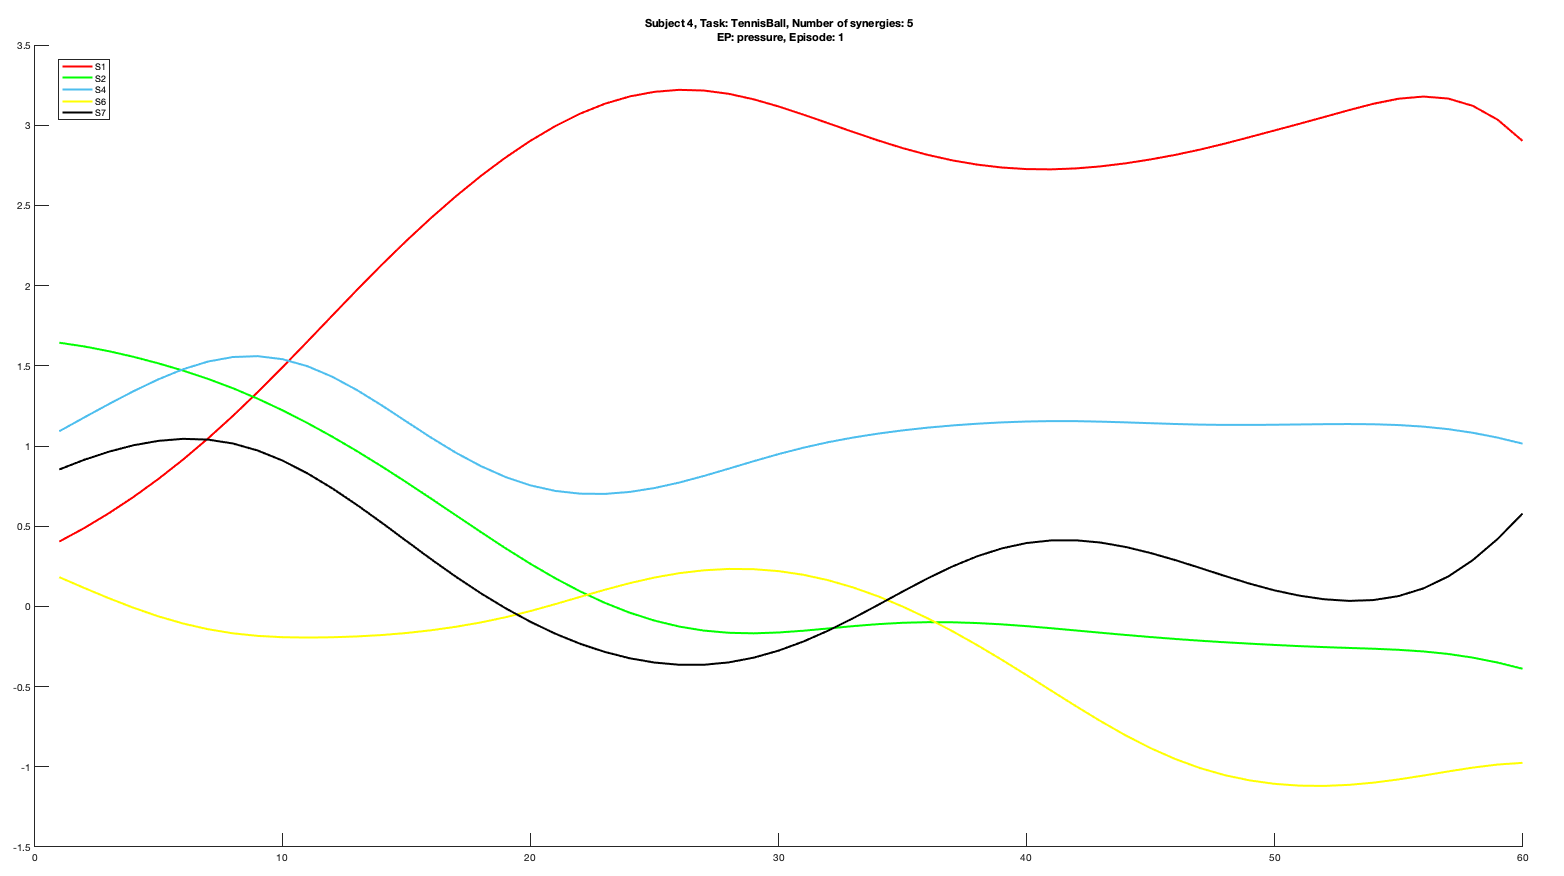 Subject 4, Task: TennisBall, Number of synergies: 5
EP: pressure, Episode: 1
3.5
S1
S2
S4
S6
S7
3
2.5
2
1.5
1
0.5
0
-0.5
-1
-1.5
0 10 20 30 40 50 60